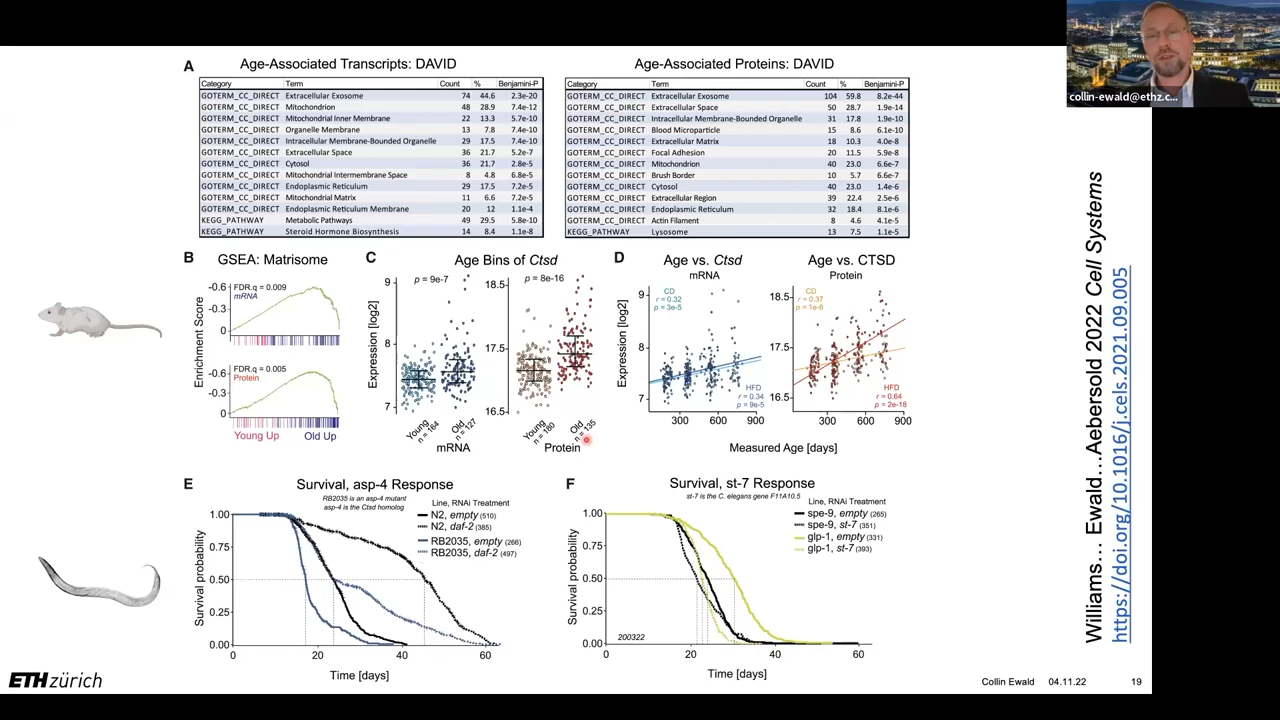 collin-ewald@ethz.c...
A
Age-Associated Transcripts: DAVID
Category Term Count % Benjamini-P
GOTERM_CC_DIRECT Extracellular Exosome 74 44.6 2.3e-20
GOTERM_CC_DIRECT Mitochondrion 48 28.9 7.4e-12
GOTERM_CC_DIRECT Mitochondrial Inner Membrane 22 13.3 5.7e-10
GOTERM_CC_DIRECT Organelle Membrane 13 7.8 7.4e-10
GOTERM_CC_DIRECT Intracellular Membrane-Bounded Organelle 29 17.5 7.4e-10
GOTERM_CC_DIRECT Extracellular Space 36 21.7 5.2e-7
GOTERM_CC_DIRECT Cytosol 36 21.7 2.8e-5
GOTERM_CC_DIRECT Mitochondrial Intermembrane Space 8 4.8 6.8e-5
GOTERM_CC_DIRECT Endoplasmic Reticulum 29 17.5 7.2e-5
GOTERM_CC_DIRECT Mitochondrial Matrix 11 6.6 7.2e-5
GOTERM_CC_DIRECT Endoplasmic Reticuli Membrane 20 12 1.1e-4
KEGG_PATHWAY Metabolic Pathways 49 29.5 5.8e-10
KEGG_PATHWAY Steroid Hormone Biosynthesis 14 8.4 1.1e-8
Age-Associated Proteins: DAVID
Category Term Count % Benjamini-P
GOTERM_CC_DIRECT Extracellular Exosome 104 59.8 8.2e-44
GOTERM_CC_DIRECT Extracellular Space 50 28.7 1.9e-14
GOTERM_CC_DIRECT Intracellular Membrane-Bounded Organelle 31 17.8 1.9e-10
GOTERM_CC_DIRECT Blood Microparticle 15 8.6 6.1e-10
GOTERM_CC_DIRECT Extracellular Matrix 18 10.3 4.0e-8
GOTERM_CC_DIRECT Focal Adhesion 20 11.5 5.9e-8
GOTERM_CC_DIRECT Mitochondrion 40 23.0 6.6e-7
GOTERM_CC_DIRECT Brush Border 10 5.7 6.6e-7
GOTERM_CC_DIRECT Cytosol 40 23.0 1.4e-6
GOTERM_CC_DIRECT Extracellular Region 39 22.4 2.5e-6
GOTERM_CC_DIRECT Endoplasmic Reticulum 32 18.4 8.1e-6
GOTERM_CC_DIRECT Actin Filament 8 4.6 4.1e-5
KEGG_PATHWAY Lysosome 13 7.5 1.1e-5
B
GSEA: Matrisome
Enrichment Score
-0.6
-0.3
0
FDR.q = 0.009
mRNA
-0.6
-0.3
0
FDR.q = 0.005
Protein
Young Up Old Up
C
Age Bins of Ctsd
Expression [log2]
p = 9e-7
9
8
7
Young
n = 164
Old
n = 127
mRNA
p = 8e-16
18.5
17.5
16.5
Young
n = 180
Old
n = 135
Protein
D
Age vs. Ctsd
mRNA
Expression [log2]
9
8
7
CD
r = 0.32
p = 3e-5
HFD
r = 0.34
p = 9e-5
300 600 900
Age vs. CTSD
Protein
18.5
17.5
16.5
CD
r = 0.37
p = 1e-6
HFD
r = 0.64
p = 2e-18
300 600 900
Measured Age [days]
E
Survival, asp-4 Response
RB2035 is an asp-4 mutant
asp-4 is the Ctsd homolog
Line, RNAi Treatment
N2, empty (510)
N2, daf-2 (385)
RB2035, empty (266)
RB2035, daf-2 (497)
Survival probability
1.00
0.75
0.50
0.25
0.00
0 20 40 60
Time [days]
F
Survival, st-7 Response
st-7 is the C. elegans gene F11A10.5
Line, RNAi Treatment
spe-9, empty (265)
spe-9, st-7 (351)
glp-1, empty (331)
glp-1, st-7 (393)
Survival probability
1.00
0.75
0.50
0.25
0.00
200322
0 20 40 60
Time [days]
Williams... Ewald...Aebersold 2022 Cell Systems
https://doi.org/10.1016/j.cels.2021.09.005
ETH zürich
Collin Ewald 04.11.22 19